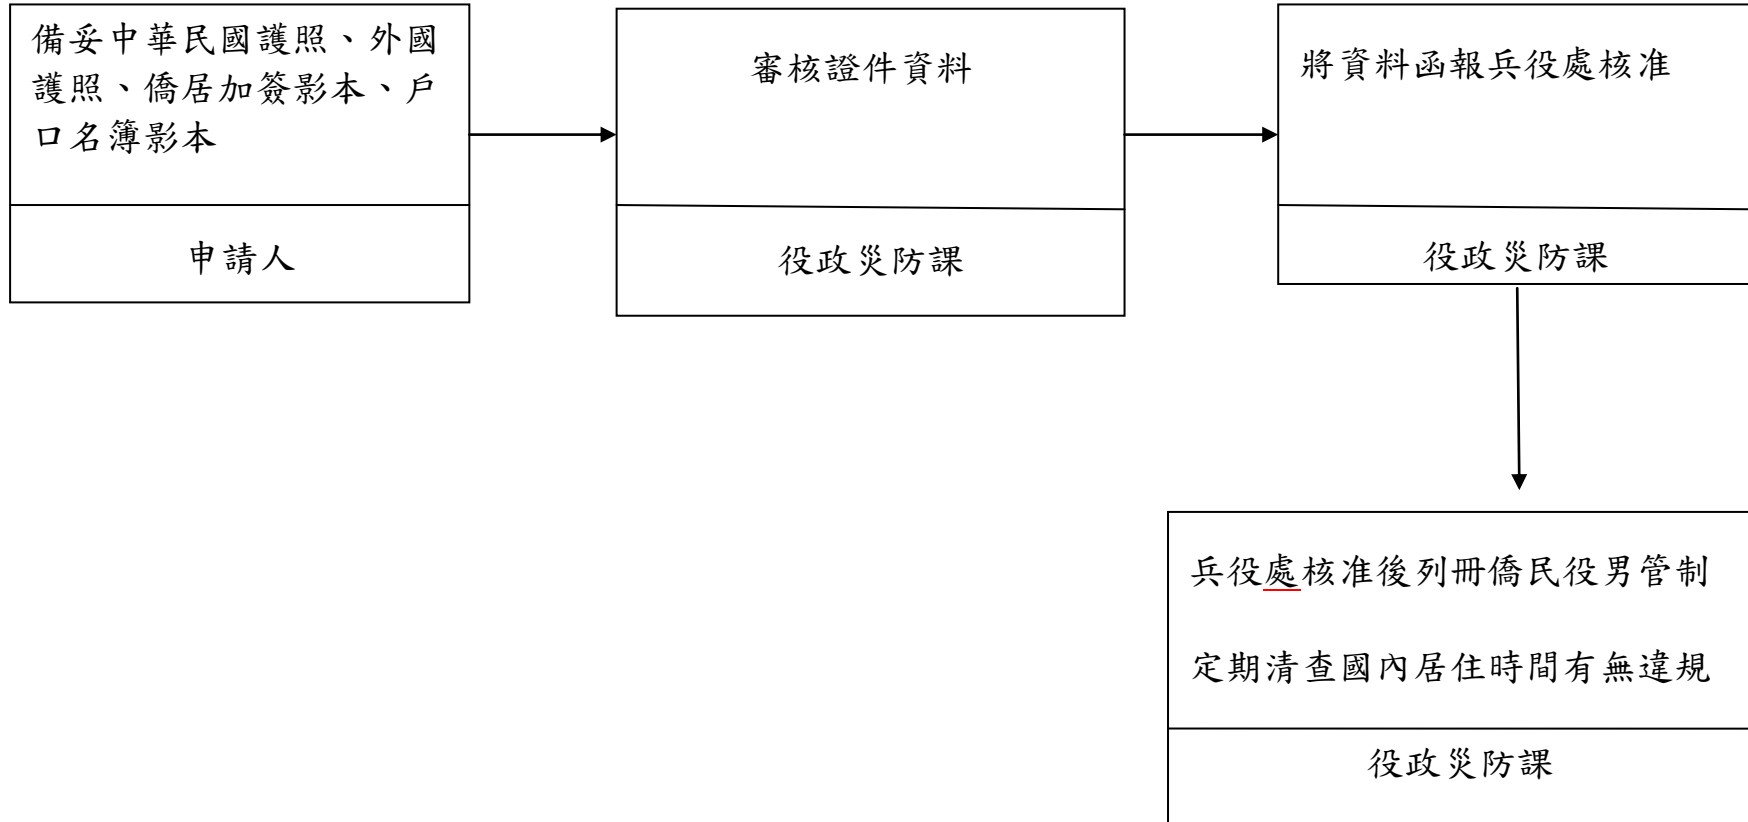 備妥中華民國護照、外國
護照、僑居加簽影本、戶
口名簿影本
申請人
審核證件資料
役政災防課
將資料函報兵役處核准
役政災防課
兵役處核准後列冊僑民役男管制
定期清查國內居住時間有無違規
役政災防課